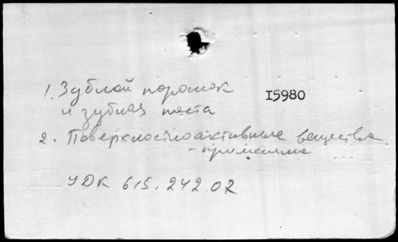 1. Зубной порошок
I5980
и зубная паста
2. Поверхностноактивные вещества
- применение
УДК 615.242.02